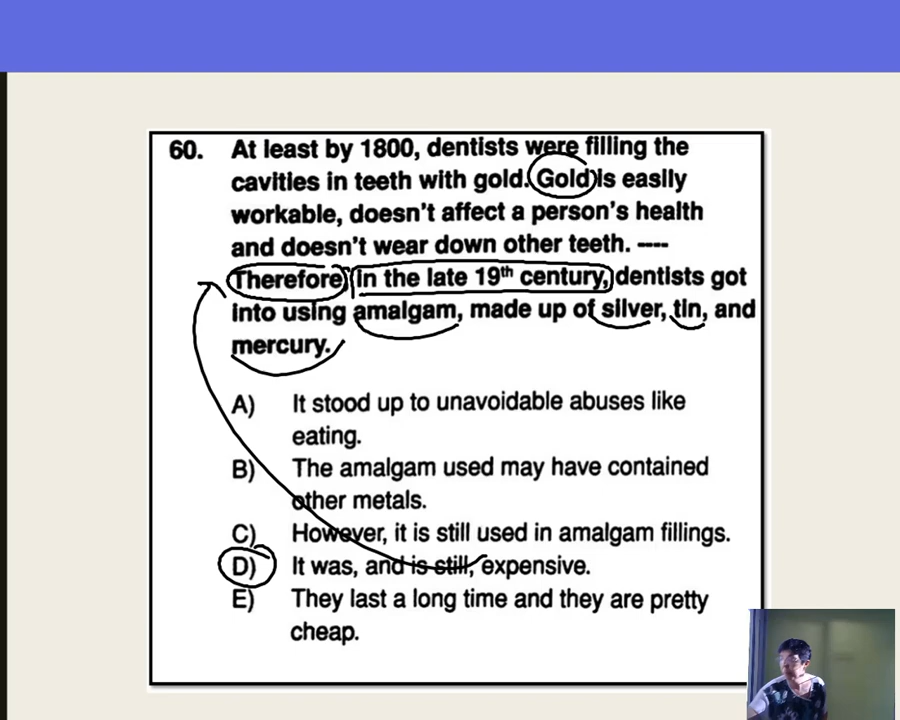 60. At least by 1800, dentists were filling the
cavities in teeth with gold. Gold is easily
workable, doesn't affect a person's health
and doesn't wear down other teeth. ----
Therefore, in the late 19th century, dentists got
into using amalgam, made up of silver, tin, and
mercury.
A) It stood up to unavoidable abuses like
eating.
B) The amalgam used may have contained
other metals.
C) However, it is still used in amalgam fillings.
D) It was, and is still, expensive.
E) They last a long time and they are pretty
cheap.